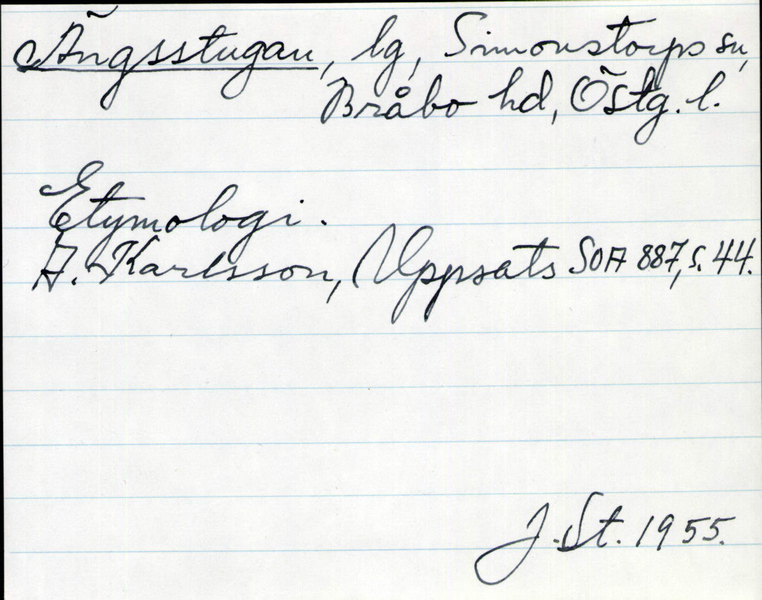 Ängsstugan, lg, Simonstorps sn,
Bråbo hd, Östg. l.
Etymologi.
A. Karlsson, Uppsats SOA 887, s. 44.
J. St. 1955.